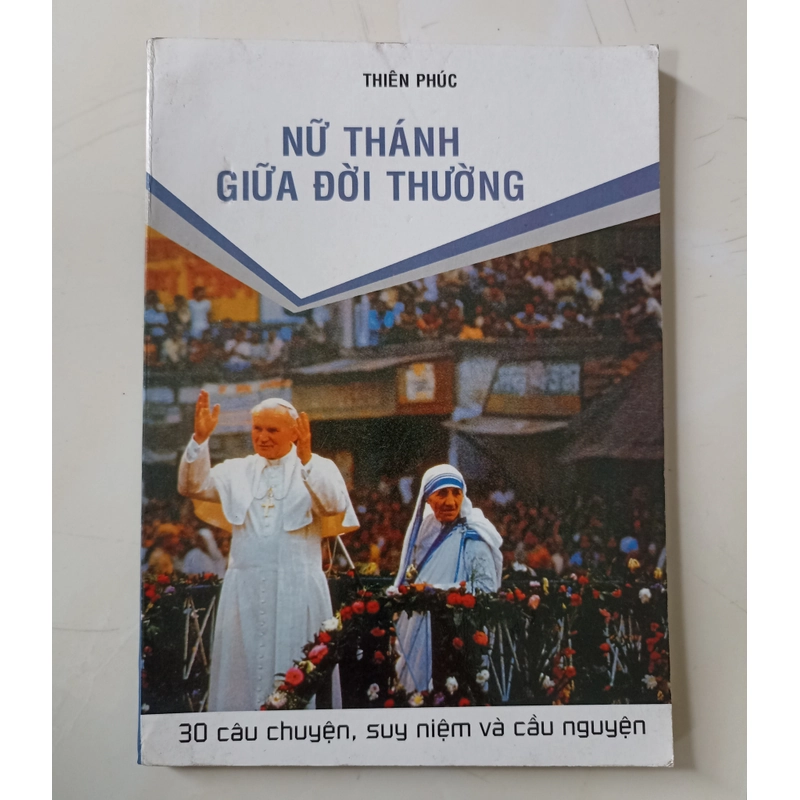 THIÊN PHÚC
NỮ THÁNH
GIỮA ĐỜI THƯỜNG
30 câu chuyện, suy niệm và cầu nguyện